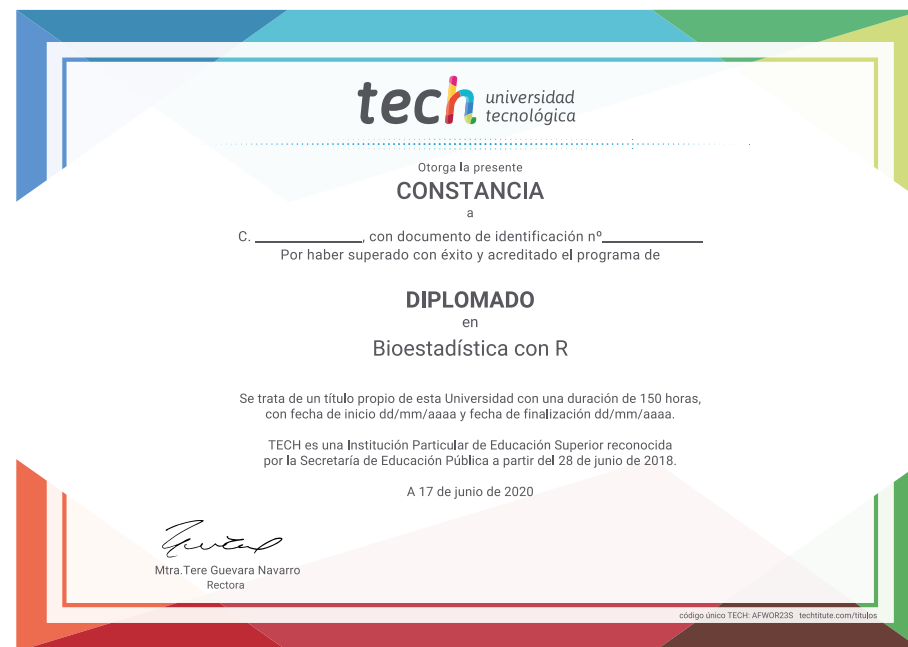 tech universidad
tecnológica
Otorga la presente
CONSTANCIA
a
C. ____________, con documento de identificación nº____________
Por haber superado con éxito y acreditado el programa de
DIPLOMADO
en
Bioestadística con R
Se trata de un título propio de esta Universidad con una duración de 150 horas,
con fecha de inicio dd/mm/aaaa y fecha de finalización dd/mm/aaaa.
TECH es una Institución Particular de Educación Superior reconocida
por la Secretaría de Educación Pública a partir del 28 de junio de 2018.
A 17 de junio de 2020
Mtra.Tere Guevara Navarro
Rectora
código único TECH: AFWOR23S techtitute.com/titulos